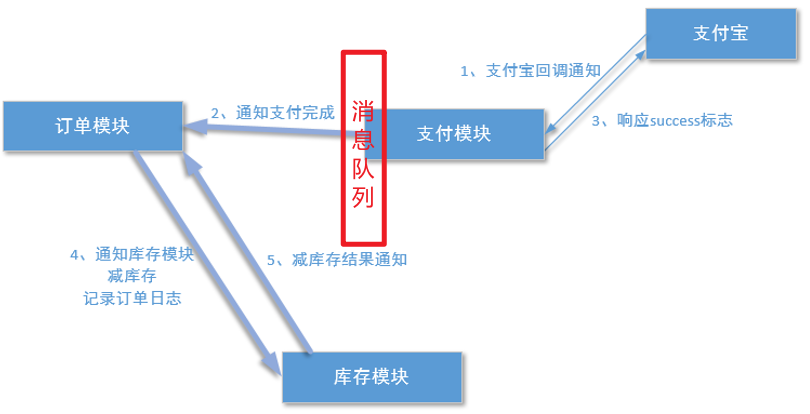 支付宝
1、支付宝回调通知
消息队列
2、通知支付完成
订单模块
支付模块
3、响应success标志
4、通知库存模块
减库存
记录订单日志
5、减库存结果通知
库存模块